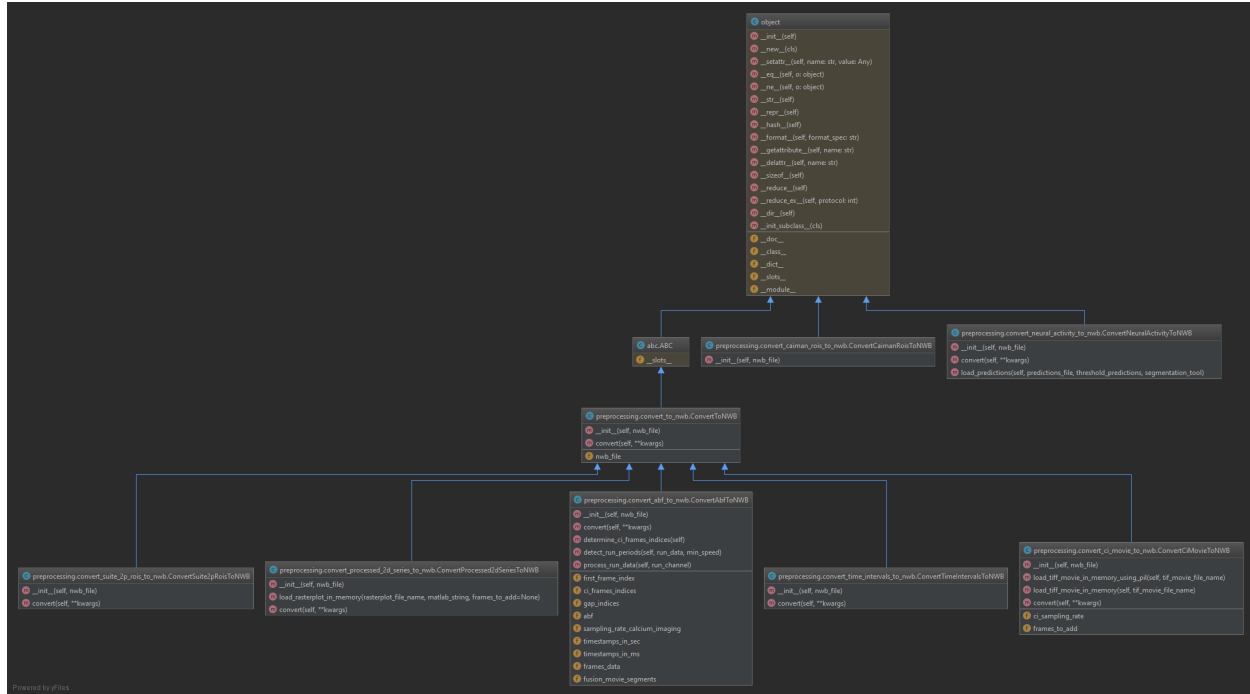 object
__init__(self)
__new__(cls)
__setattr__(self, name: str, value: Any)
__eq__(self, o: object)
__ne__(self, o: object)
__str__(self)
__repr__(self)
__hash__(self)
__format__(self, format_spec: str)
__getattribute__(self, name: str)
__delattr__(self, name: str)
__sizeof__(self)
__reduce__(self)
__reduce_ex__(self, protocol: int)
__dir__(self)
__init_subclass__(cls)
__doc__
__class__
__dict__
__slots__
__module__
abc.ABC
__slots__
preprocessing.convert_caiman_rois_to_nwb.ConvertCaimanRoisToNWB
__init__(self, nwb_file)
preprocessing.convert_neural_activity_to_nwb.ConvertNeuralActivityToNWB
__init__(self, nwb_file)
convert(self, **kwargs)
load_predictions(self, predictions_file, threshold_predictions, segmentation_tool)
preprocessing.convert_to_nwb.ConvertToNWB
__init__(self, nwb_file)
convert(self, **kwargs)
nwb_file
preprocessing.convert_suite_2p_rois_to_nwb.ConvertSuite2pRoisToNWB
__init__(self, nwb_file)
convert(self, **kwargs)
preprocessing.convert_processed_2d_series_to_nwb.ConvertProcessed2dSeriesToNWB
__init__(self, nwb_file)
load_rasterplot_in_memory(rasterplot_file_name, matlab_string, frames_to_add=None)
convert(self, **kwargs)
preprocessing.convert_abf_to_nwb.ConvertAbfToNWB
__init__(self, nwb_file)
convert(self, **kwargs)
determine_ci_frames_indices(self)
detect_run_periods(self, run_data, min_speed)
process_run_data(self, run_channel)
first_frame_index
ci_frames_indices
gap_indices
abf
sampling_rate_calcium_imaging
timestamps_in_sec
timestamps_in_ms
frames_data
fusion_movie_segments
preprocessing.convert_time_intervals_to_nwb.ConvertTimeIntervalsToNWB
__init__(self, nwb_file)
convert(self, **kwargs)
preprocessing.convert_ci_movie_to_nwb.ConvertCiMovieToNWB
__init__(self, nwb_file)
load_tiff_movie_in_memory_using_pil(self, tif_movie_file_name)
load_tiff_movie_in_memory(self, tif_movie_file_name)
convert(self, **kwargs)
ci_sampling_rate
frames_to_add
Powered by yFiles